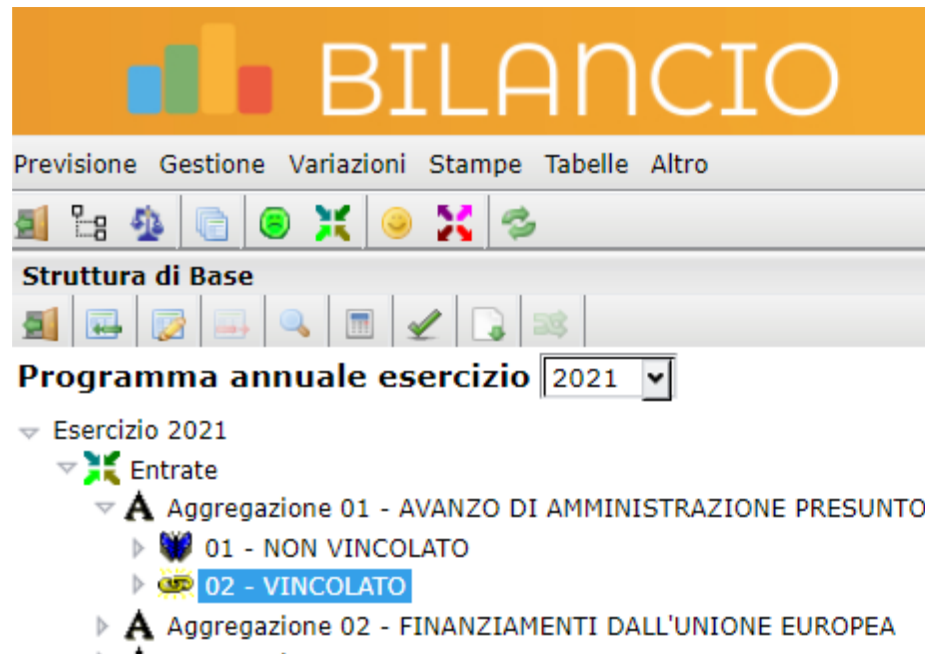 BILANCIO
Previsione Gestione Variazioni Stampe Tabelle Altro
Struttura di Base
Programma annuale esercizio 2021
Esercizio 2021
Entrate
A Aggregazione 01 - AVANZO DI AMMINISTRAZIONE PRESUNTO
01 - NON VINCOLATO
02 - VINCOLATO
A Aggregazione 02 - FINANZIAMENTI DALL'UNIONE EUROPEA